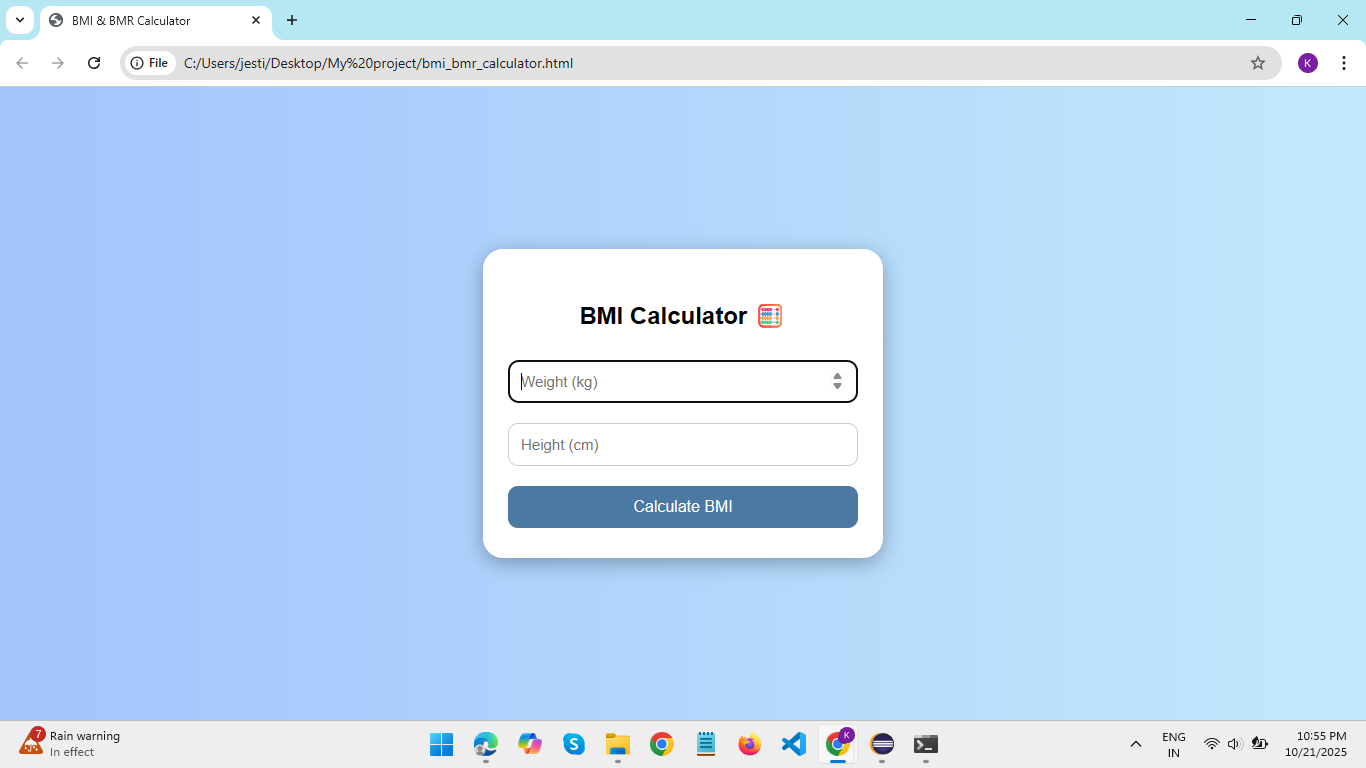 BMI & BMR Calculator
File C:/Users/jesti/Desktop/My%20project/bmi_bmr_calculator.html
K
BMI Calculator
Weight (kg)
Height (cm)
Calculate BMI
7
Rain warning
In effect
S
K
ENG
IN
10:55 PM
10/21/2025